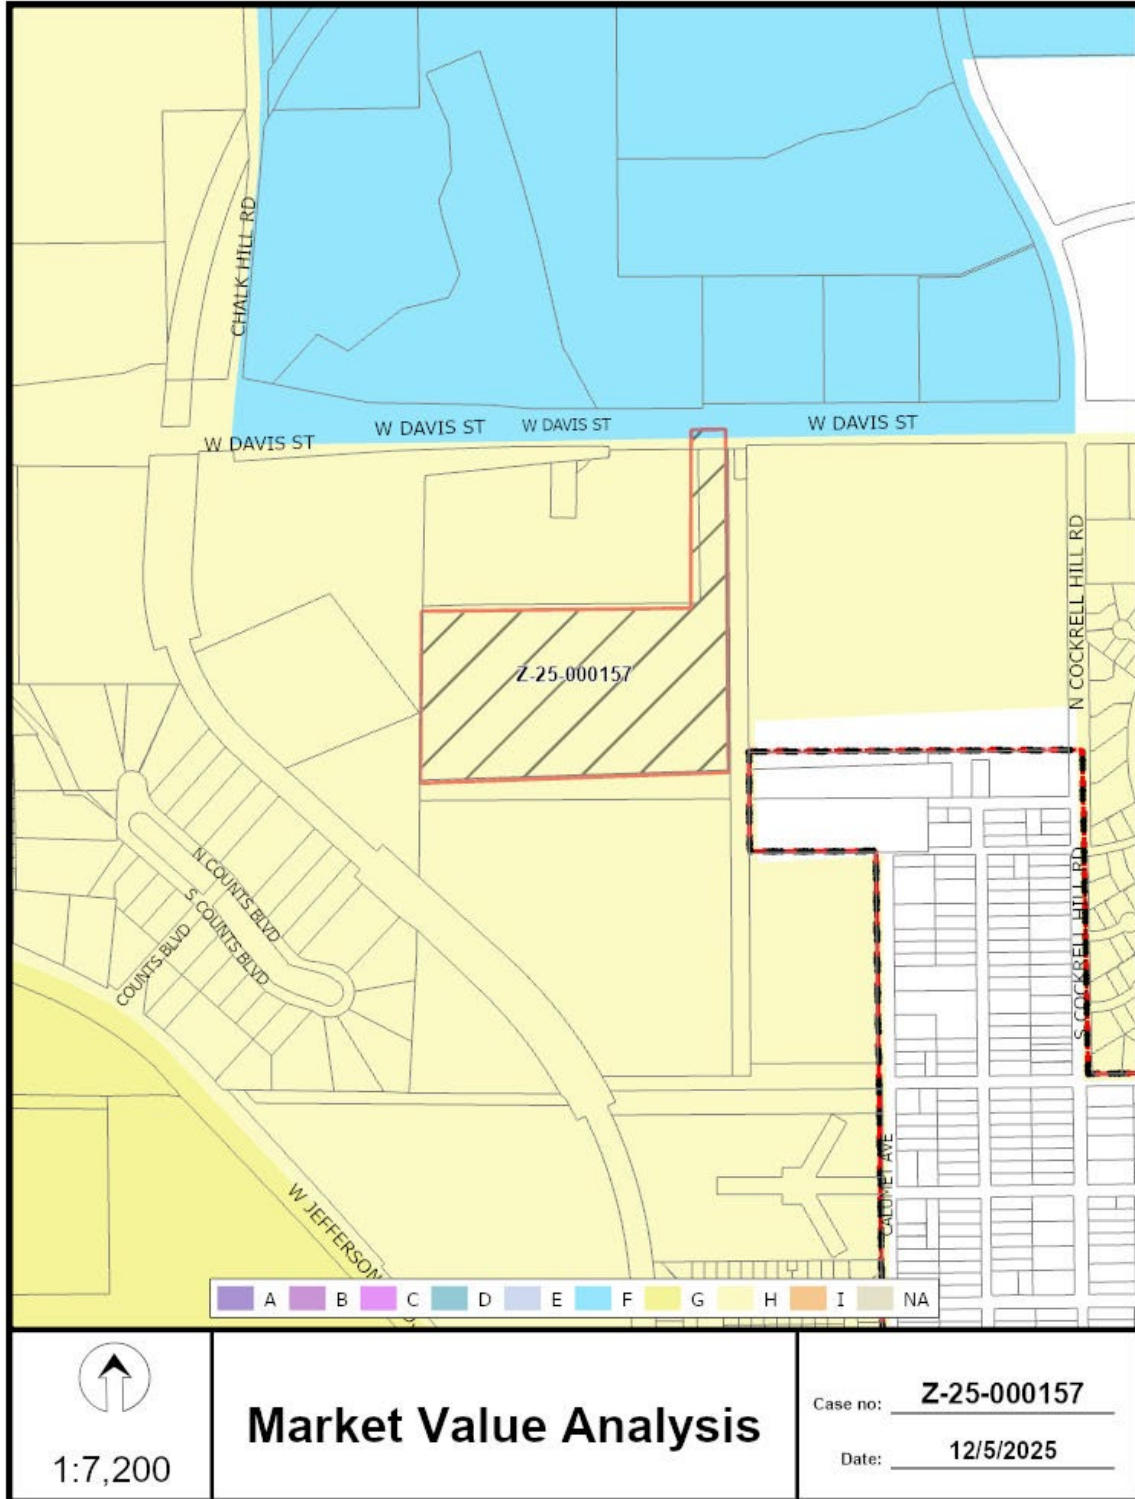 CHALK HILL RD
W DAVIS ST
W DAVIS ST
W DAVIS ST
W DAVIS ST
N COCKRELL HILL RD
Z-25-000157
N COUNTS BLVD
S COUNTS BLVD
COUNTS BLVD
S COCKRELL HILL RD
CALUMET AVE
W JEFFERSON
A B C D E F G H I NA
1:7,200
Market Value Analysis
Case no: Z-25-000157
Date: 12/5/2025